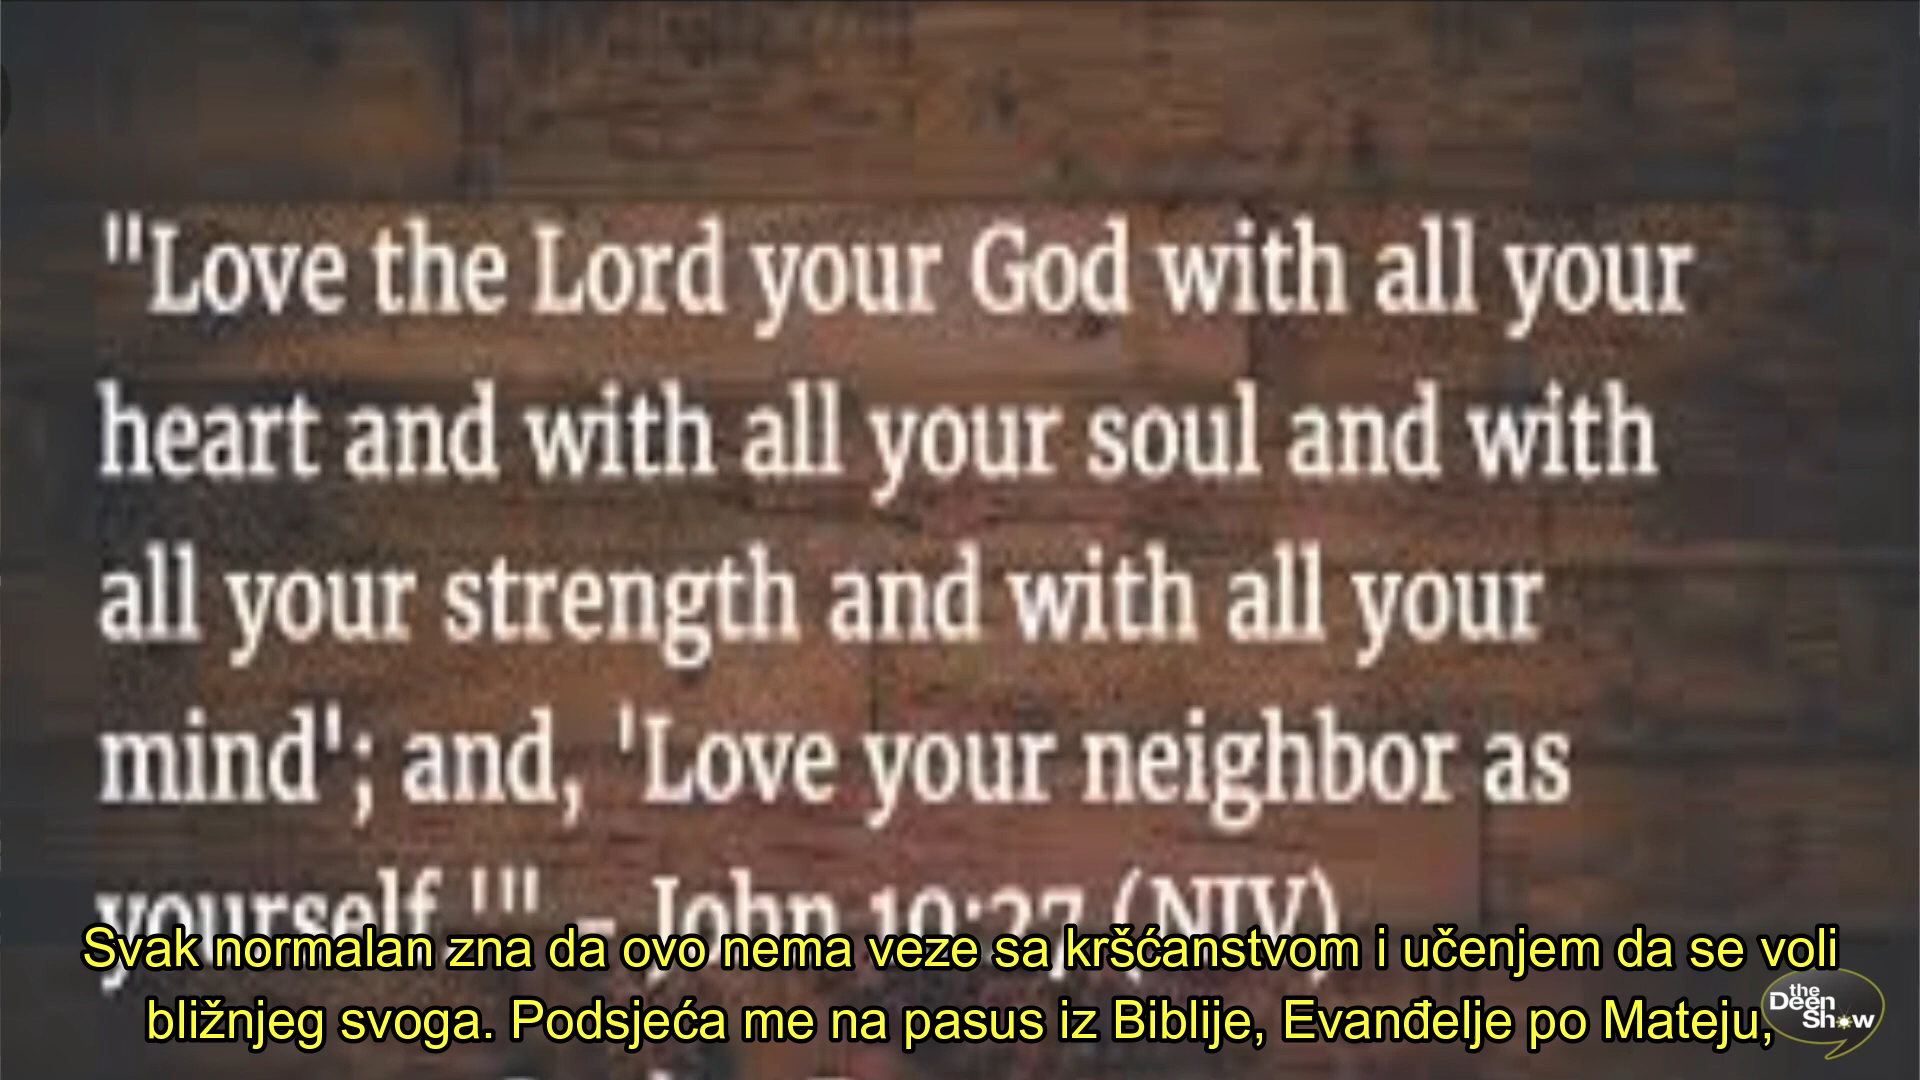 "Love the Lord your God with all your
heart and with all your soul and with
all your strength and with all your
mind'; and, 'Love your neighbor as
yourself.'" - John 10:27 (NIV)
Svak normalan zna da ovo nema veze sa kršćanstvom i učenjem da se voli
bližnjeg svoga. Podsjeća me na pasus iz Biblije, Evanđelje po Mateju,
the
Deen
Show